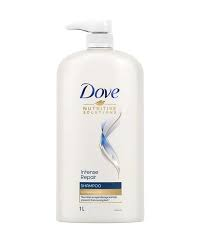 Dove
NUTRITIVE
SOLUTIONS
Intense
Repair
SHAMPOO
1L